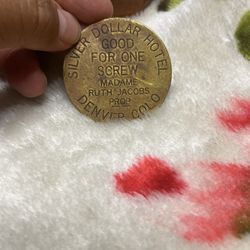 SILVER DOLLAR HOTEL
GOOD
FOR ONE
SCREW
MADAME
RUTH JACOBS
PROP
DENVER COLO